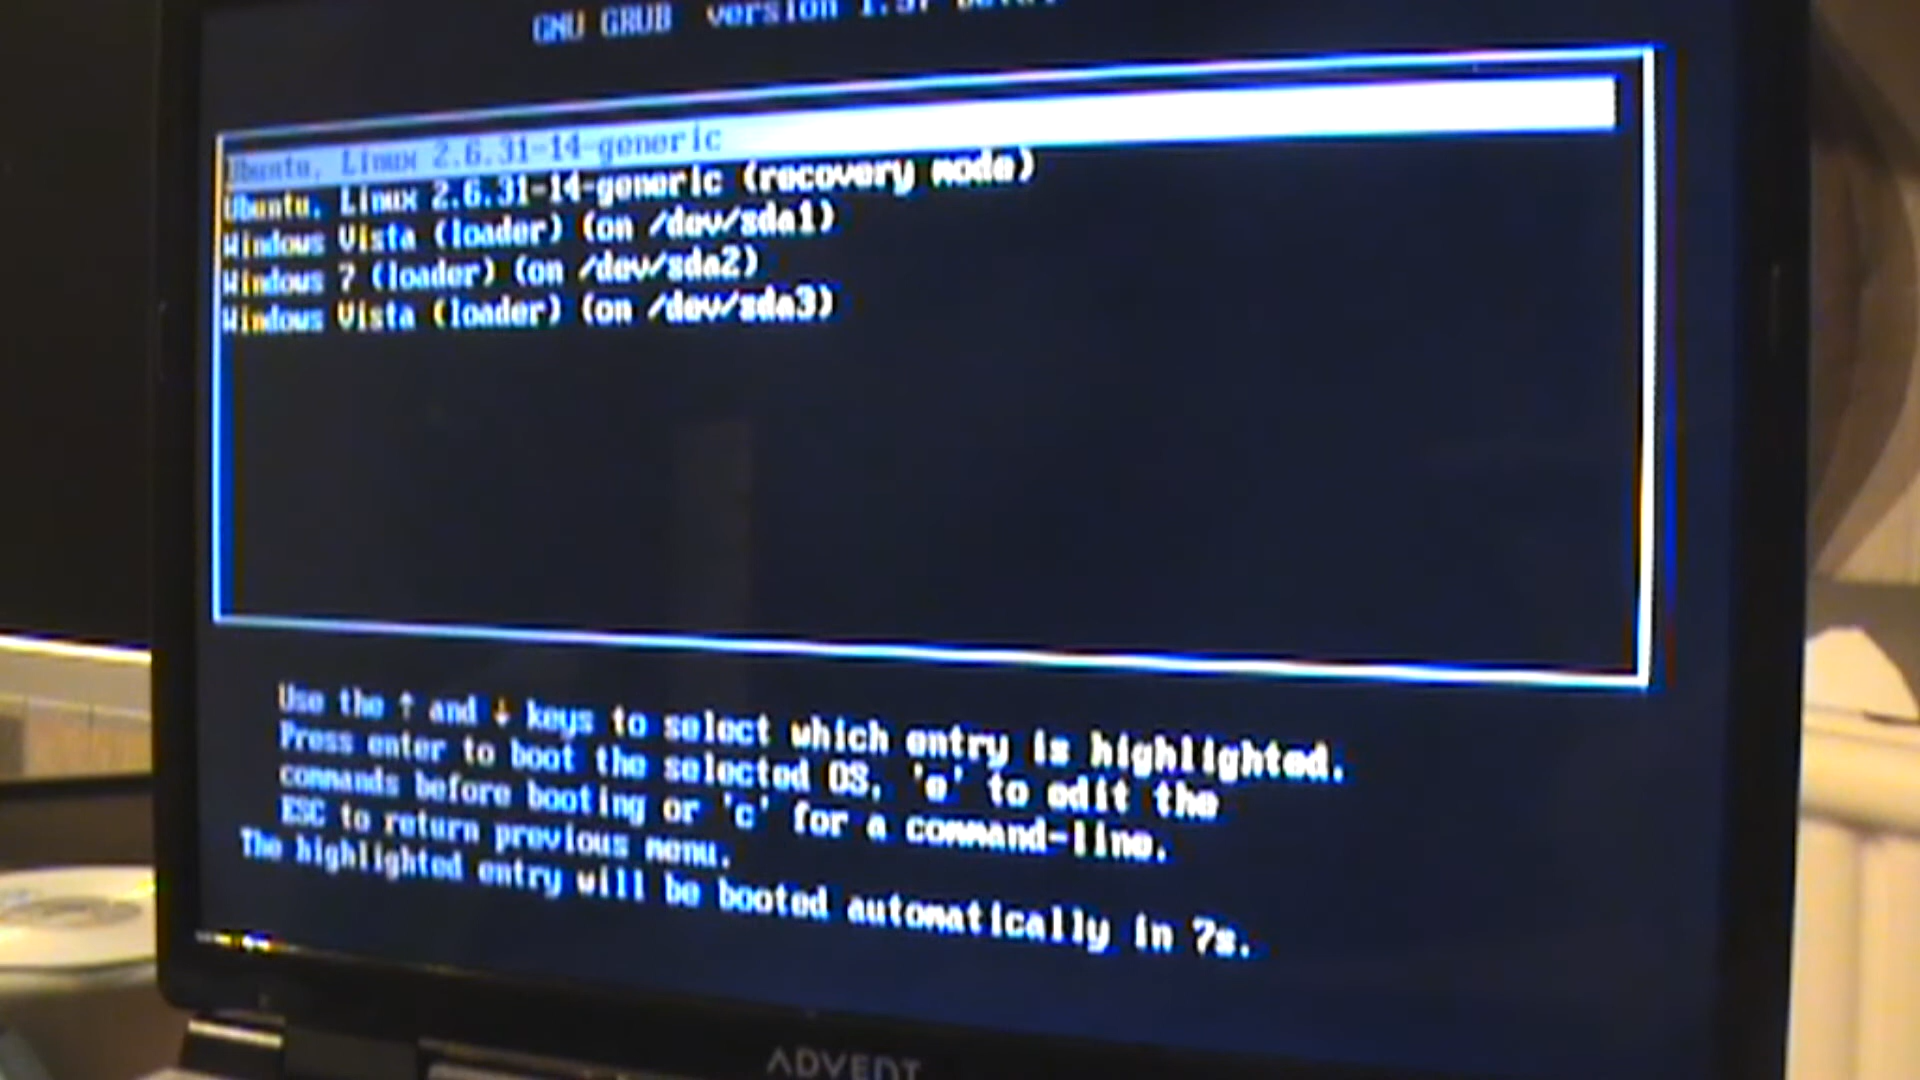 GNU GRUB version 1.97
Ubuntu, Linux 2.6.31-14-generic
Ubuntu, Linux 2.6.31-14-generic (recovery mode)
Windows Vista (loader) (on /dev/sda1)
Windows 7 (loader) (on /dev/sda2)
Windows Vista (loader) (on /dev/sda3)
Use the ↑ and ↓ keys to select which entry is highlighted.
Press enter to boot the selected OS, 'e' to edit the
commands before booting or 'c' for a command-line.
ESC to return previous menu.
The highlighted entry will be booted automatically in 7s.
ADVENT